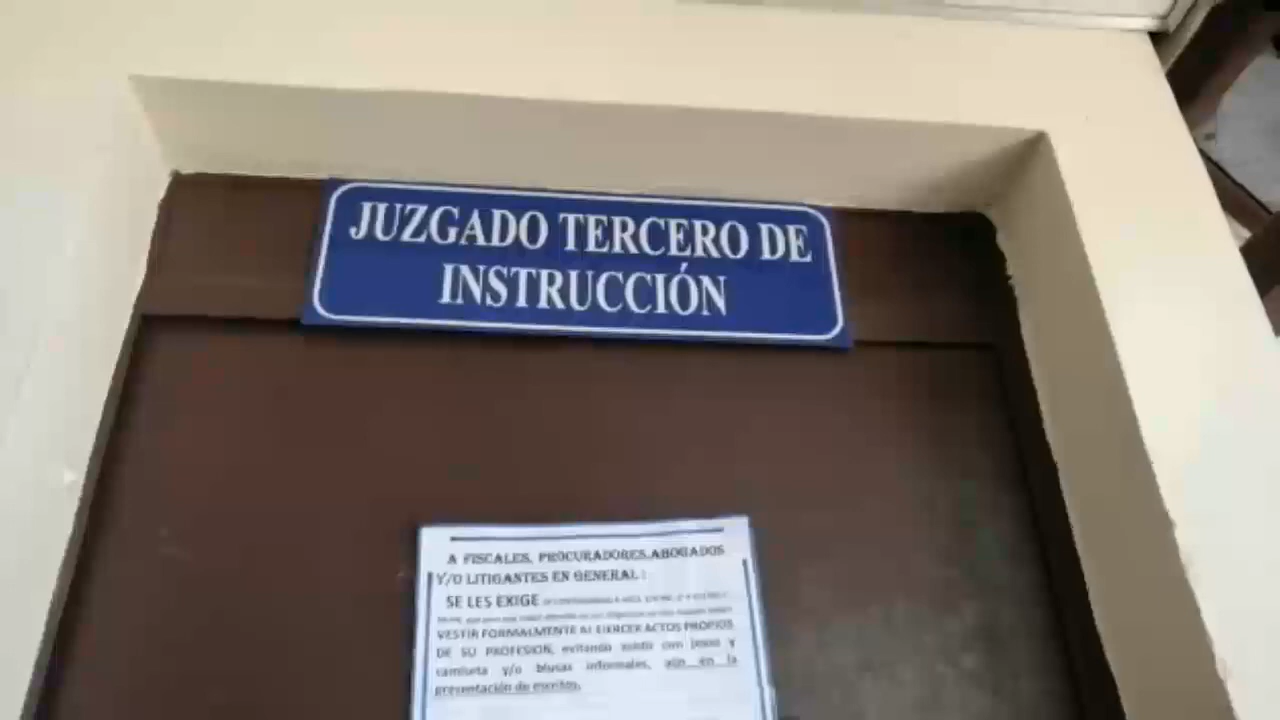 JUZGADO TERCERO DE
INSTRUCCIÓN
A FISCALES, PROCURADORES, ABOGADOS
Y/O LITIGANTES EN GENERAL:
SE LES EXIGE
VESTIR FORMALMENTE AL EJERCER ACTOS PROPIOS
DE SU PROFESION, evitando asistir con jeans y
camiseta y/o blusas informales, aún en la
presentación de escritos.